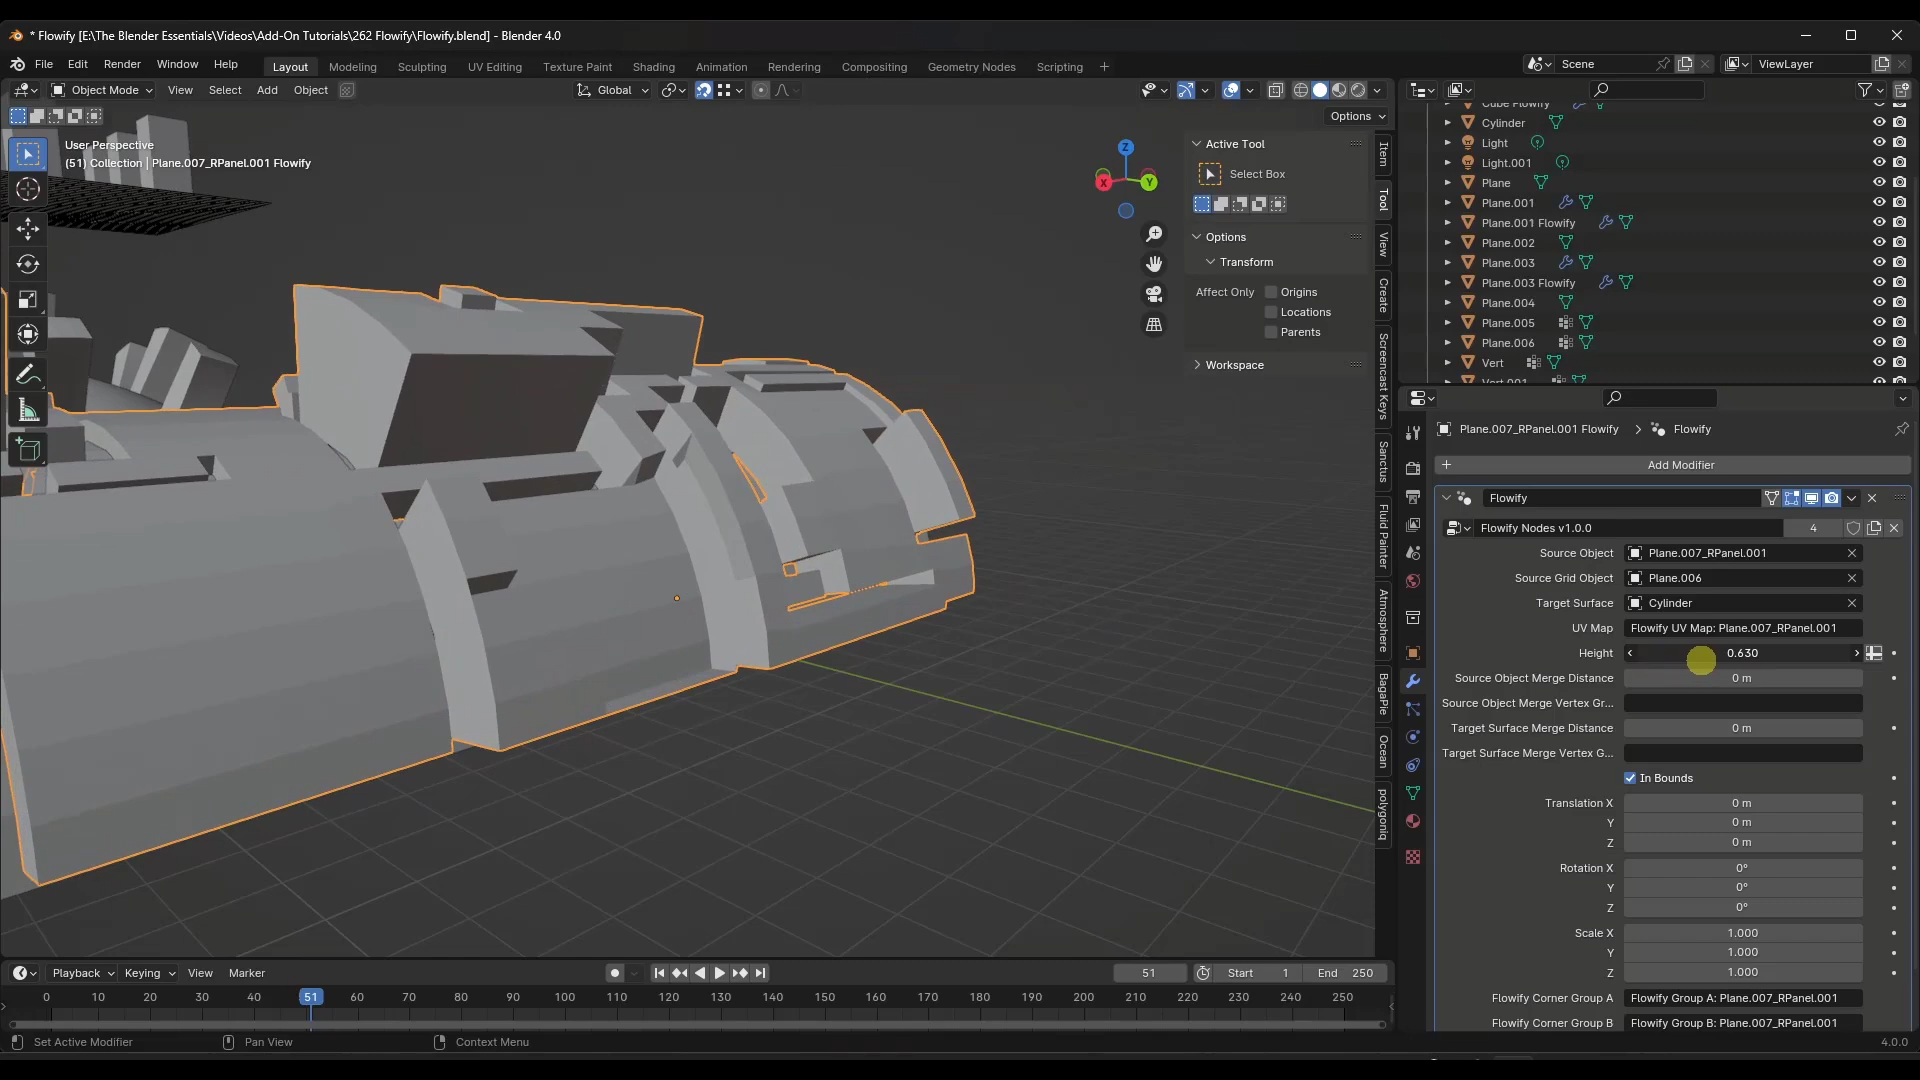 * Flowify [E:\The Blender Essentials\Videos\Add-On Tutorials\262 Flowify\Flowify.blend] - Blender 4.0
File Edit Render Window Help Layout Modeling Sculpting UV Editing Texture Paint Shading Animation Rendering Compositing Geometry Nodes Scripting +
Scene
ViewLayer
Object Mode View Select Add Object
Global
Options
User Perspective
(51) Collection | Plane.007_RPanel.001 Flowify
Z
X
Y
Active Tool
Select Box
Options
Transform
Affect Only
Origins
Locations
Parents
Workspace
Item
Tool
View
Create
Screencast Keys
Sanctus
Fluid Painter
Atmosphere
BagaPie
Ocean
polygoniq
Cube Flowify
Cylinder
Light
Light.001
Plane
Plane.001
Plane.001 Flowify
Plane.002
Plane.003
Plane.003 Flowify
Plane.004
Plane.005
Plane.006
Vert
Vert.001
Plane.007_RPanel.001 Flowify > Flowify
+ Add Modifier
Flowify
Flowify Nodes v1.0.0 4
Source Object Plane.007_RPanel.001
Source Grid Object Plane.006
Target Surface Cylinder
UV Map Flowify UV Map: Plane.007_RPanel.001
Height 0.630
Source Object Merge Distance 0 m
Source Object Merge Vertex Gr...
Target Surface Merge Distance 0 m
Target Surface Merge Vertex G...
In Bounds
Translation X 0 m
Y 0 m
Z 0 m
Rotation X 0°
Y 0°
Z 0°
Scale X 1.000
Y 1.000
Z 1.000
Flowify Corner Group A Flowify Group A: Plane.007_RPanel.001
Flowify Corner Group B Flowify Group B: Plane.007_RPanel.001
Playback Keying View Marker
51 Start 1 End 250
0 10 20 30 40 51 60 70 80 90 100 110 120 130 140 150 160 170 180 190 200 210 220 230 240 250
Set Active Modifier Pan View Context Menu
4.0.0